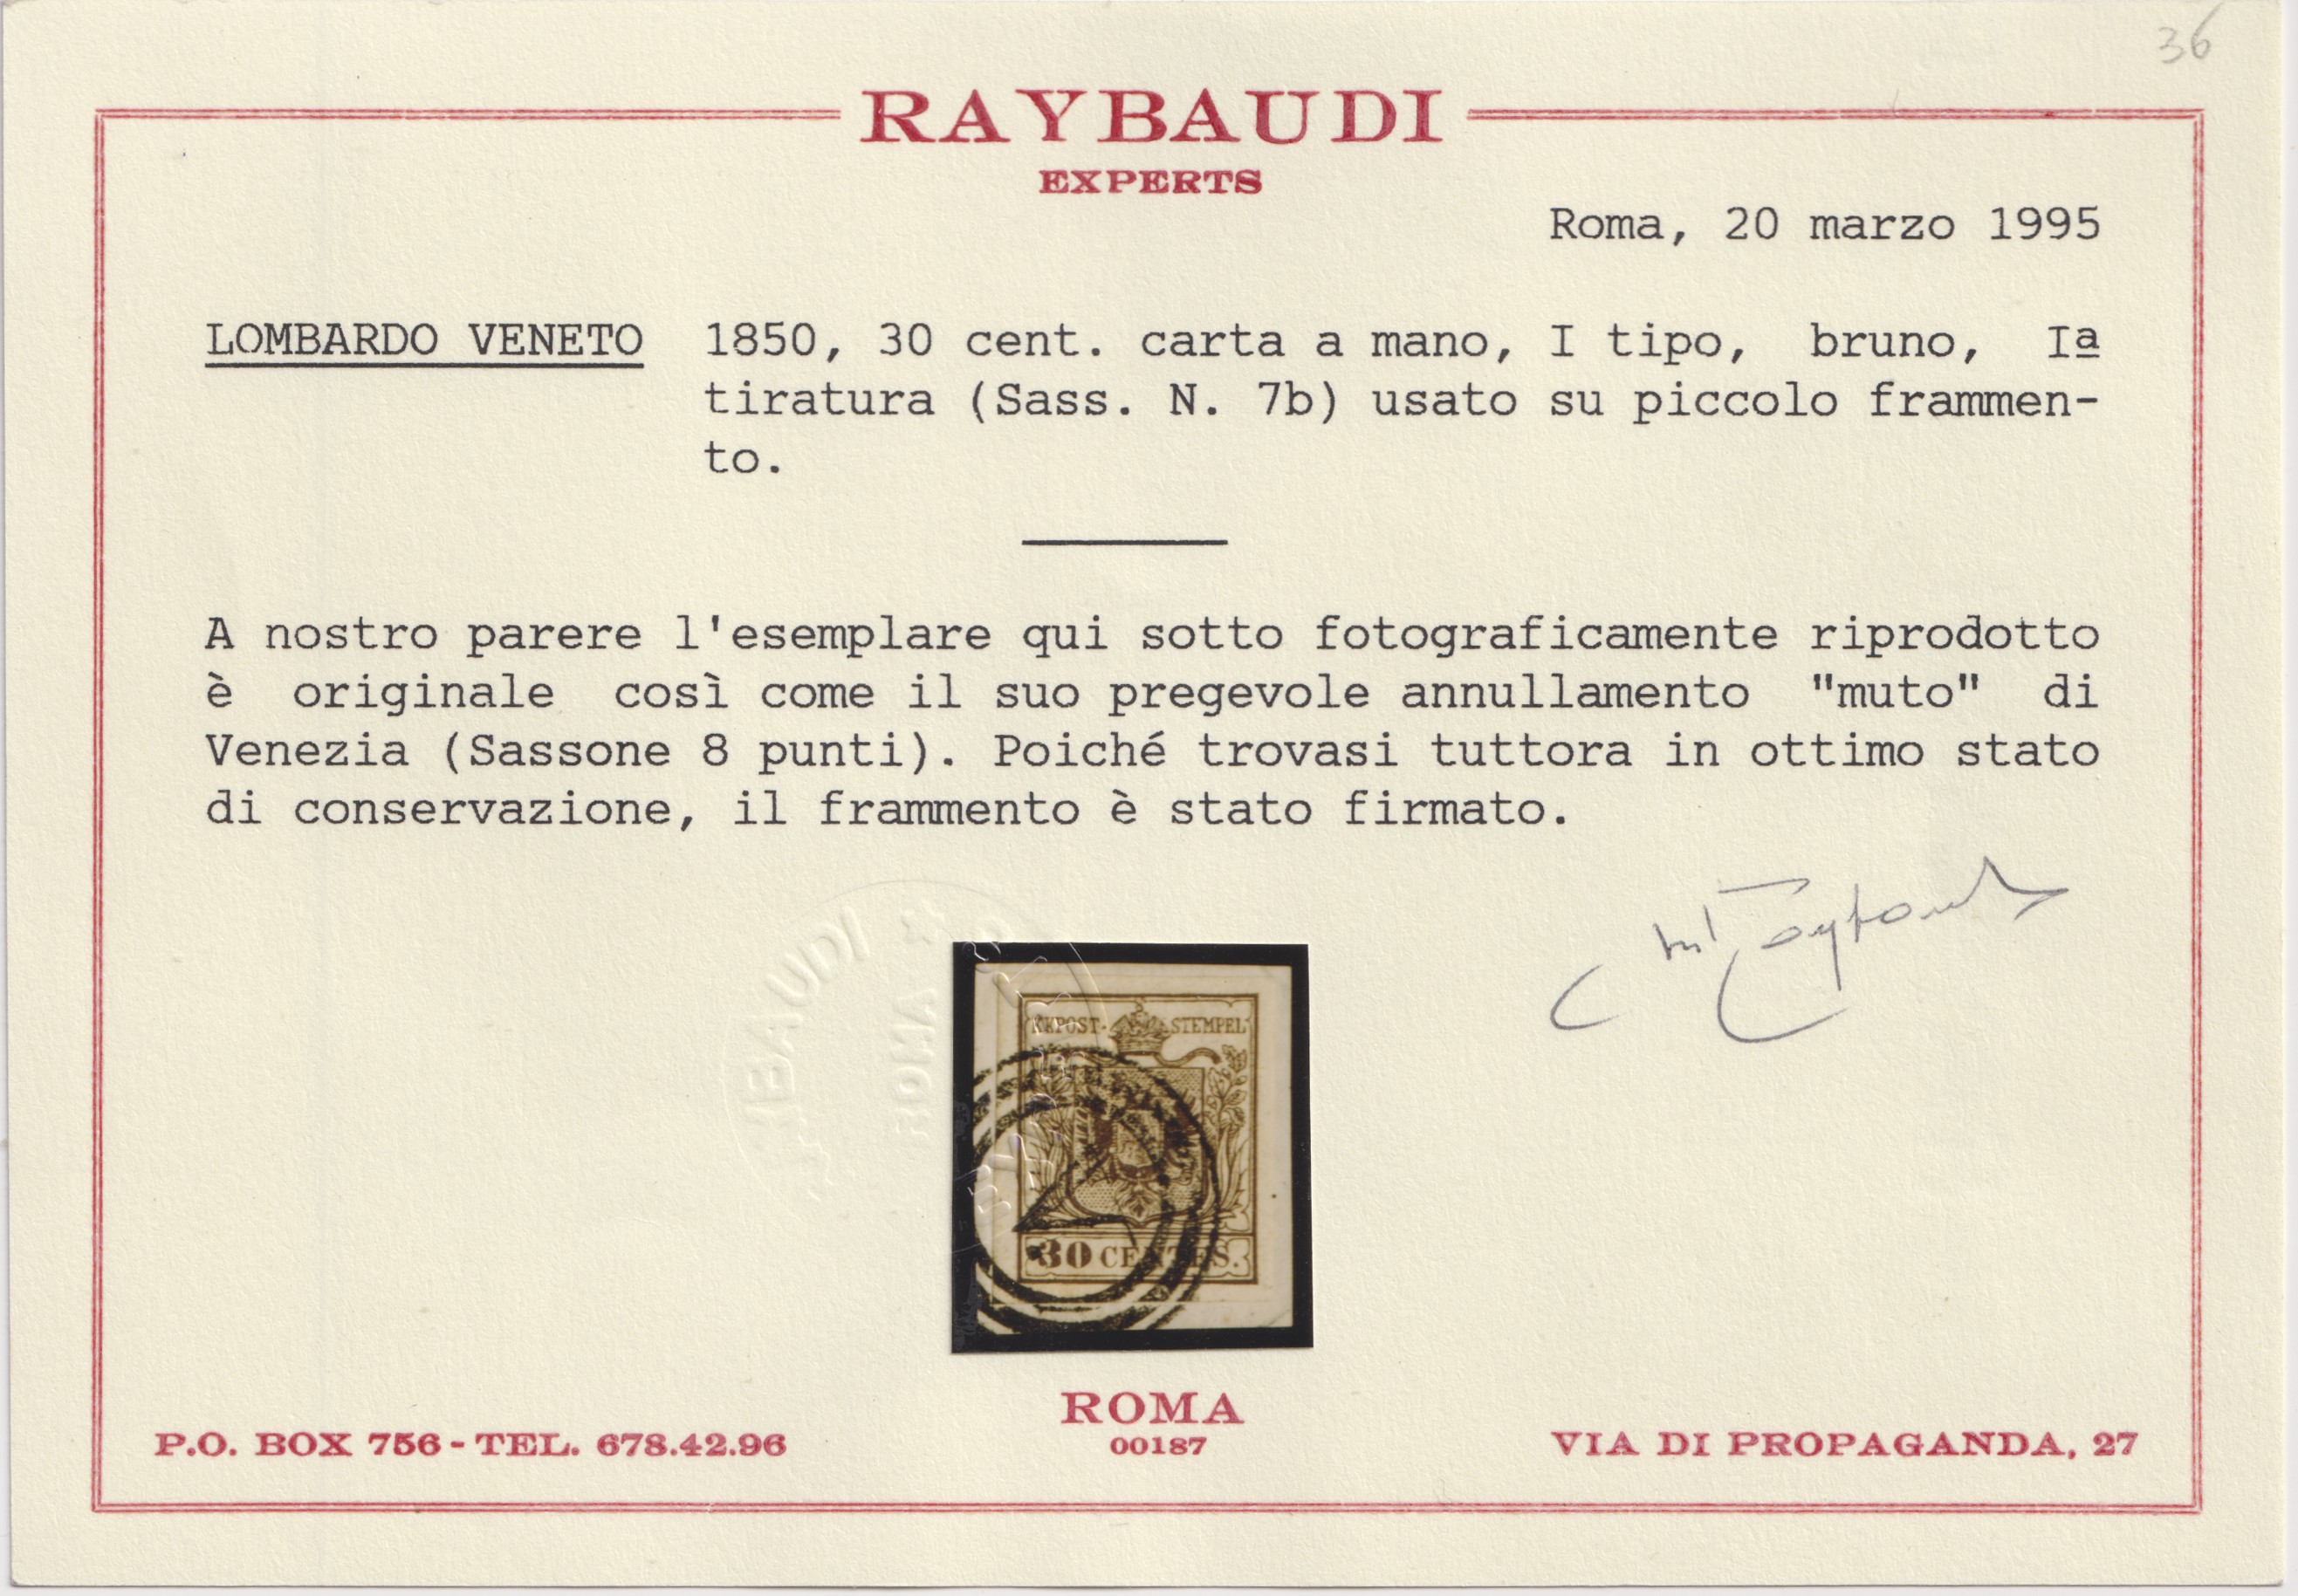 36
RAYBAUDI
EXPERTS
Roma, 20 marzo 1995
LOMBARDO VENETO 1850, 30 cent. carta a mano, I tipo, bruno, Iª
tiratura (Sass. N. 7b) usato su piccolo frammen-
to.
A nostro parere l'esemplare qui sotto fotograficamente riprodotto
è originale così come il suo pregevole annullamento "muto" di
Venezia (Sassone 8 punti). Poiché trovasi tuttora in ottimo stato
di conservazione, il frammento è stato firmato.
KKPOST-STEMPEL
30 CENTES.
ROMA
00187
P.O. BOX 756 - TEL. 678.42.96
VIA DI PROPAGANDA, 27